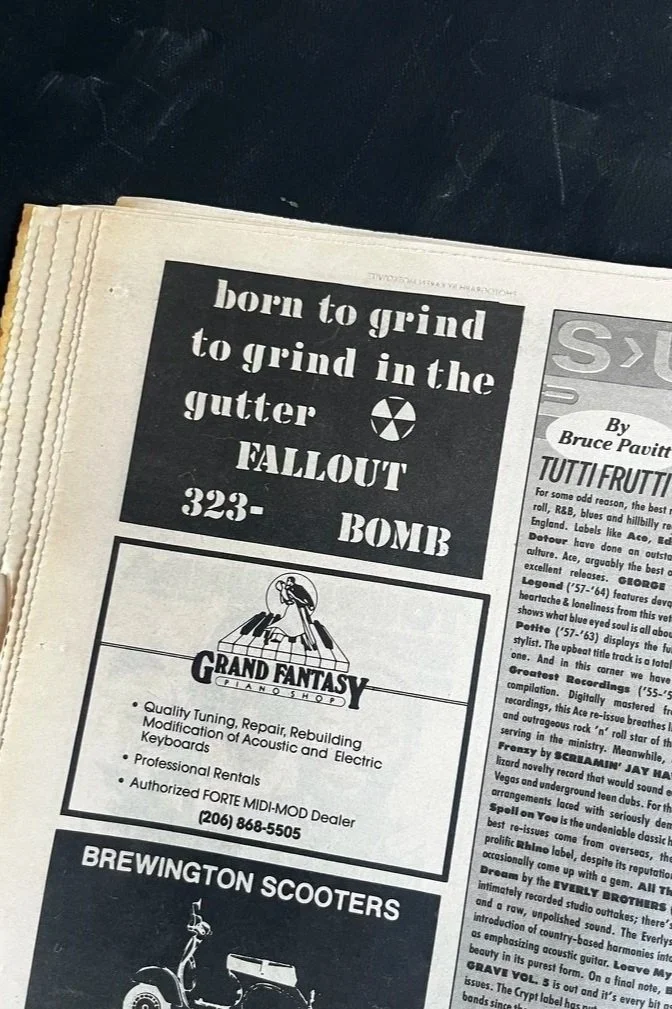 born to grind
to grind in the
gutter
FALLOUT
323-
BOMB
GRAND FANTASY
PIANO SHOP
• Quality Tuning, Repair, Rebuilding
Modification of Acoustic and Electric
Keyboards
• Professional Rentals
• Authorized FORTE MIDI-MOD Dealer
(206) 868-5505
BREWINGTON SCOOTERS
By
Bruce Pavitt
TUTTI FRUTTI
For some odd reason, the best
roll, R&B, blues and hillbilly
England. Labels like Ace,
Detour have done an
culture. Ace, arguably the best
excellent releases. GEORGE
Legend ('57-'64) features
heartache & loneliness from this
shows what blue eyed soul is all
Petite ('57-'63) displays the
stylist. The upbeat title track is a
one. And in this corner we have
Greatest Recordings ('55-
compilation. Digitally mastered
recordings, this Ace re-issue breathes
and outrageous rock 'n' roll star of
serving in the ministry. Meanwhile,
Frenzy by SCREAMIN' JAY
lizard novelty record that would sound
Vegas and underground teen clubs. For
arrangements laced with seriously
Spell on You is the undeniable classic
best re-issues come from overseas,
prolific Rhino label, despite its
occasionally come up with a gem. All
Dream by the EVERLY BROTHERS
intimately recorded studio outtakes; there's
and a raw, unpolished sound. The
introduction of country-based harmonies
as emphasizing acoustic guitar. Leave My
beauty in its purest form. On a final note,
GRAVE VOL. 5 is out and it's every bit
issues. The Crypt label has
bands since